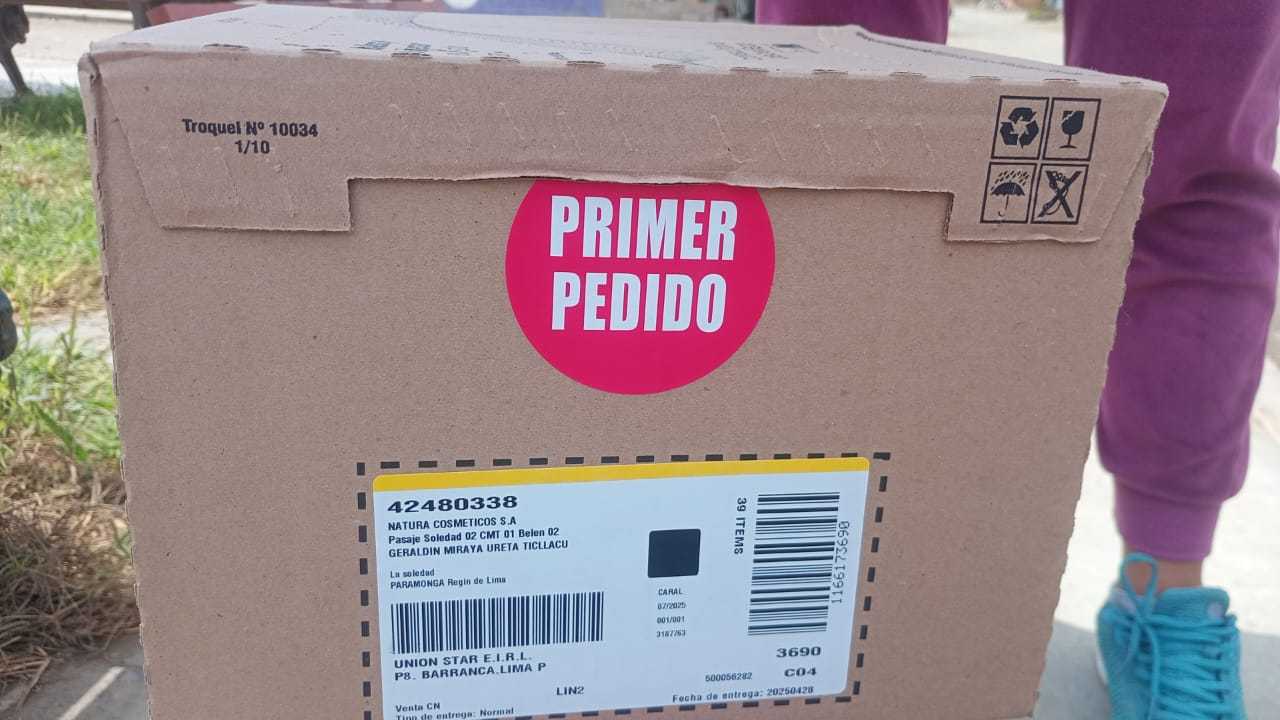 Troquel Nº 10034
1/10
PRIMER
PEDIDO
42480338
NATURA COSMETICOS S.A
Pasaje Soledad 02 CMT 01 Belen 02
GERALDIN MIRAYA URETA TICLLACU
La soledad
PARAMONGA Regin de Lima
UNION STAR E.I.R.L.
P8. BARRANCA.LIMA P
LIN2
Venta CN
Tipo de entrega: Normal
CARAL
07/2025
001/001
3187763
39 ITEMS
1166173690
3690
C04
500056282
Fecha de entrega: 20250428